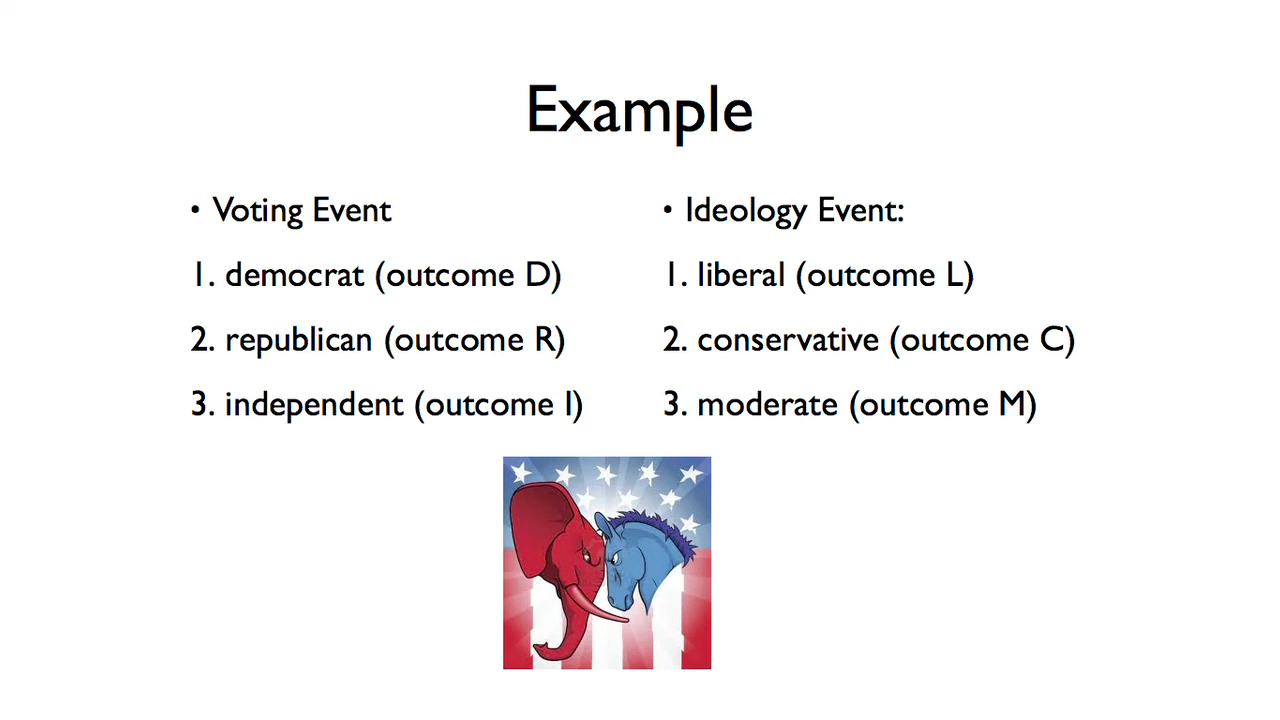 Example
• Voting Event
1. democrat (outcome D)
2. republican (outcome R)
3. independent (outcome I)
• Ideology Event:
1. liberal (outcome L)
2. conservative (outcome C)
3. moderate (outcome M)